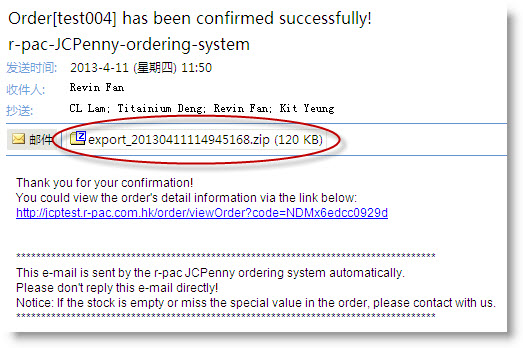 Order[test004] has been confirmed successfully!
r-pac-JCPenny-ordering-system
发送时间: 2013-4-11 (星期四) 11:50
收件人: Revin Fan
抄送: CL Lam; Titainium Deng; Revin Fan; Kit Yeung
邮件 export_20130411114945168.zip (120 KB)
Thank you for your confirmation!
You could view the order's detail information via the link below:
http://jcptest.r-pac.com.hk/order/viewOrder?code=NDMx6edcc0929d
********************************************************************************
This e-mail is sent by the r-pac JCPenny ordering system automatically.
Please don't reply this e-mail directly!
Notice: If the stock is empty or miss the special value in the order, please contact with us.
********************************************************************************